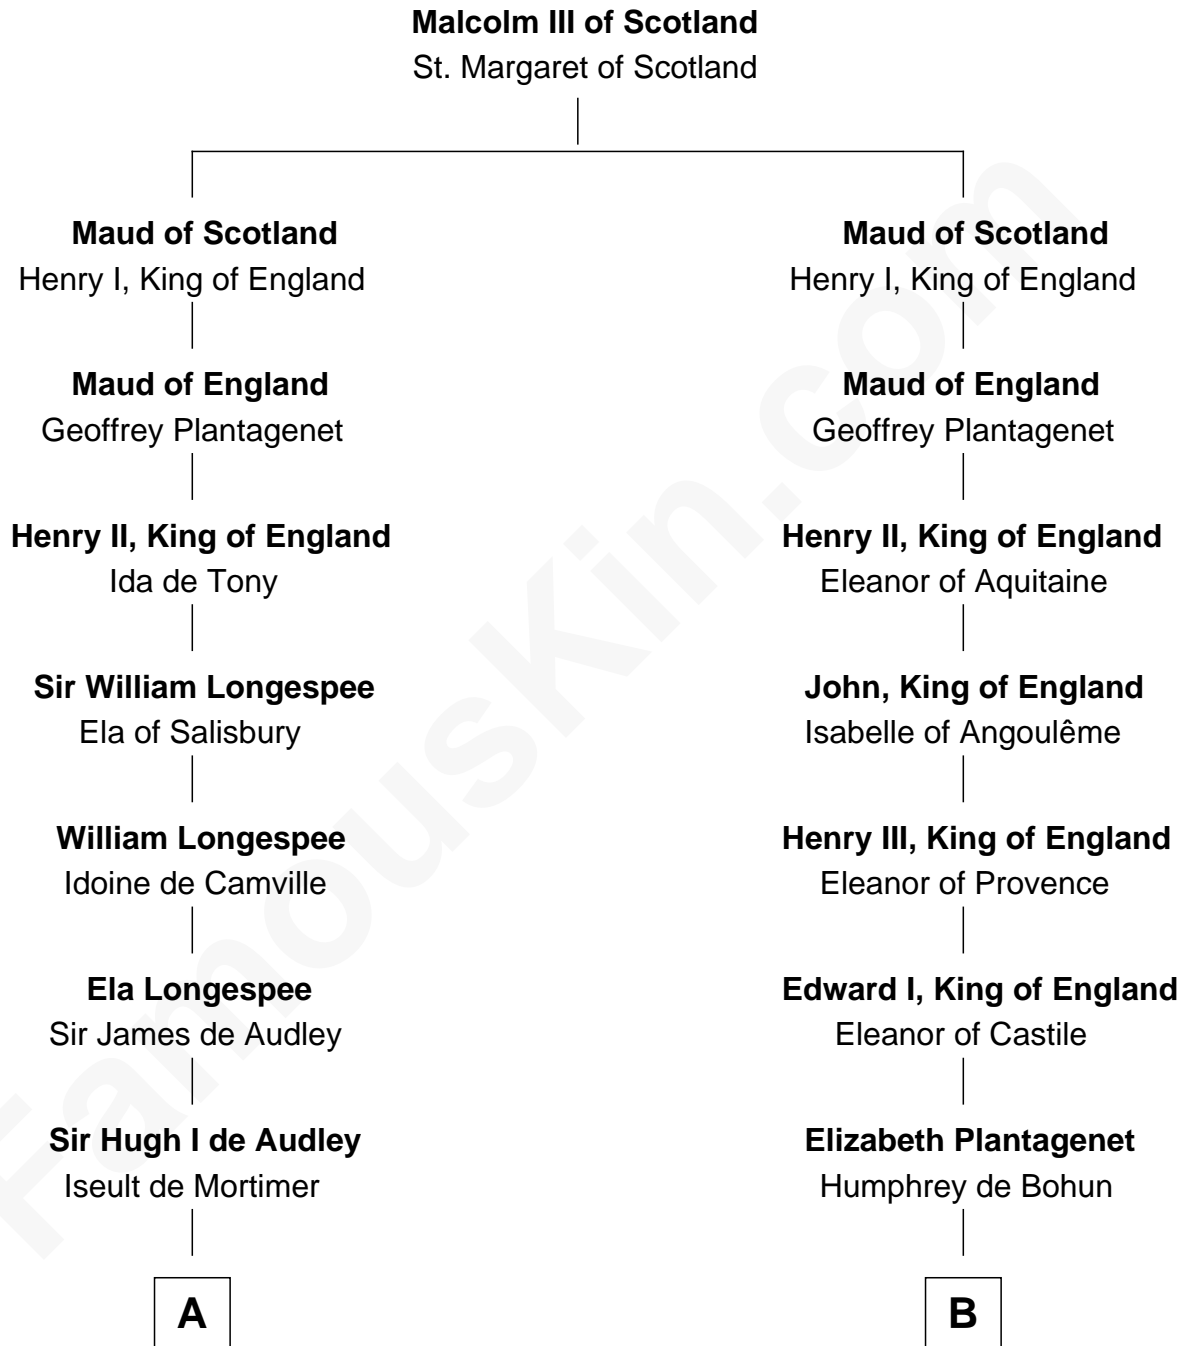 Malcolm III of Scotland
St. Margaret of Scotland
Maud of Scotland
Henry I, King of England
Maud of England
Geoffrey Plantagenet
Henry II, King of England
Ida de Tony
Sir William Longespee
Ela of Salisbury
William Longespee
Idoine de Camville
Ela Longespee
Sir James de Audley
Sir Hugh I de Audley
Iseult de Mortimer
A
Maud of Scotland
Henry I, King of England
Maud of England
Geoffrey Plantagenet
Henry II, King of England
Eleanor of Aquitaine
John, King of England
Isabelle of Angoulême
Henry III, King of England
Eleanor of Provence
Edward I, King of England
Eleanor of Castile
Elizabeth Plantagenet
Humphrey de Bohun
B
FamousKin.com